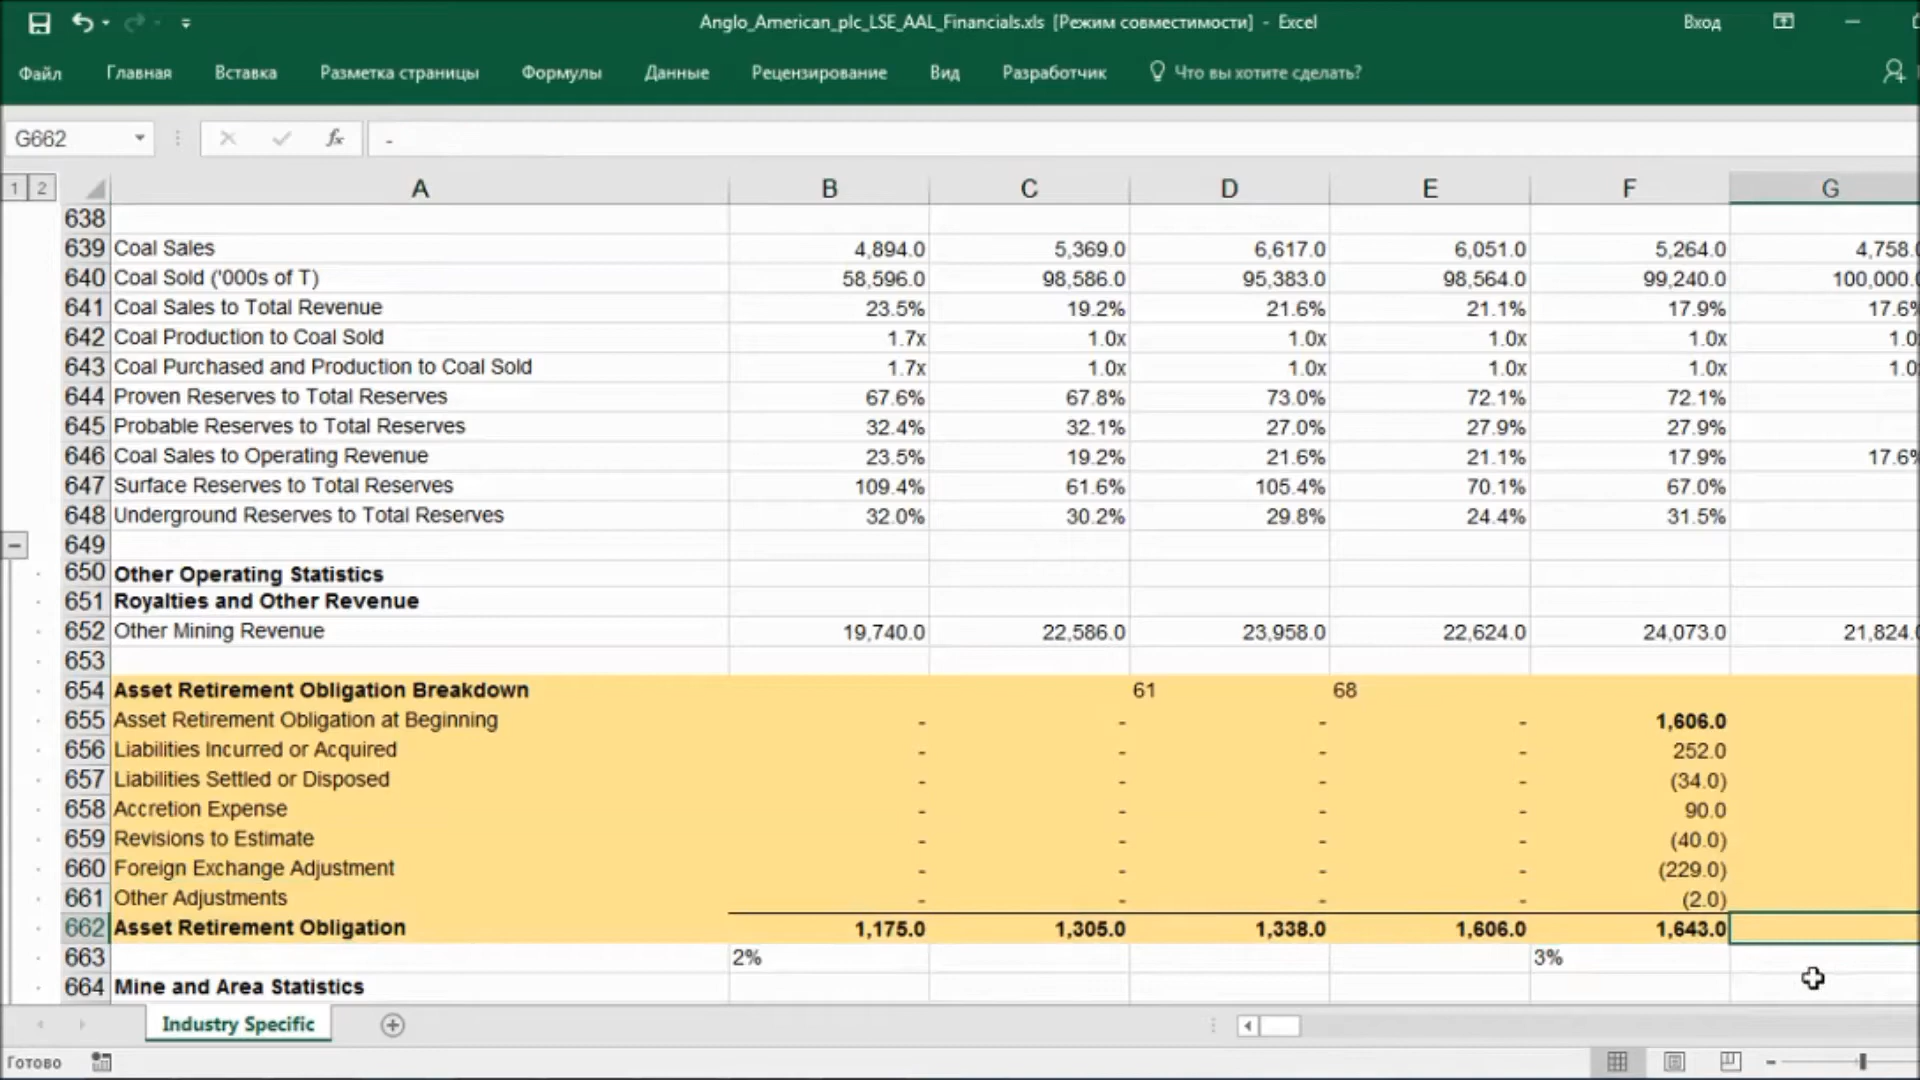 Anglo_American_plc_LSE_AAL_Financials.xls [Режим совместимости] - Excel
Вход
Файл Главная Вставка Разметка страницы Формулы Данные Рецензирование Вид Разработчик Что вы хотите сделать?
G662 fx -
1 2 A B C D E F G
638
639 Coal Sales 4,894.0 5,369.0 6,617.0 6,051.0 5,264.0 4,758.0
640 Coal Sold ('000s of T) 58,596.0 98,586.0 95,383.0 98,564.0 99,240.0 100,000.0
641 Coal Sales to Total Revenue 23.5% 19.2% 21.6% 21.1% 17.9% 17.6%
642 Coal Production to Coal Sold 1.7x 1.0x 1.0x 1.0x 1.0x 1.0
643 Coal Purchased and Production to Coal Sold 1.7x 1.0x 1.0x 1.0x 1.0x 1.0
644 Proven Reserves to Total Reserves 67.6% 67.8% 73.0% 72.1% 72.1%
645 Probable Reserves to Total Reserves 32.4% 32.1% 27.0% 27.9% 27.9%
646 Coal Sales to Operating Revenue 23.5% 19.2% 21.6% 21.1% 17.9% 17.6%
647 Surface Reserves to Total Reserves 109.4% 61.6% 105.4% 70.1% 67.0%
648 Underground Reserves to Total Reserves 32.0% 30.2% 29.8% 24.4% 31.5%
649
650 Other Operating Statistics
651 Royalties and Other Revenue
652 Other Mining Revenue 19,740.0 22,586.0 23,958.0 22,624.0 24,073.0 21,824.0
653
654 Asset Retirement Obligation Breakdown 61 68
655 Asset Retirement Obligation at Beginning - - - - 1,606.0
656 Liabilities Incurred or Acquired - - - - 252.0
657 Liabilities Settled or Disposed - - - - (34.0)
658 Accretion Expense - - - - 90.0
659 Revisions to Estimate - - - - (40.0)
660 Foreign Exchange Adjustment - - - - (229.0)
661 Other Adjustments - - - - (2.0)
662 Asset Retirement Obligation 1,175.0 1,305.0 1,338.0 1,606.0 1,643.0
663 2% 3%
664 Mine and Area Statistics
Industry Specific
Готово